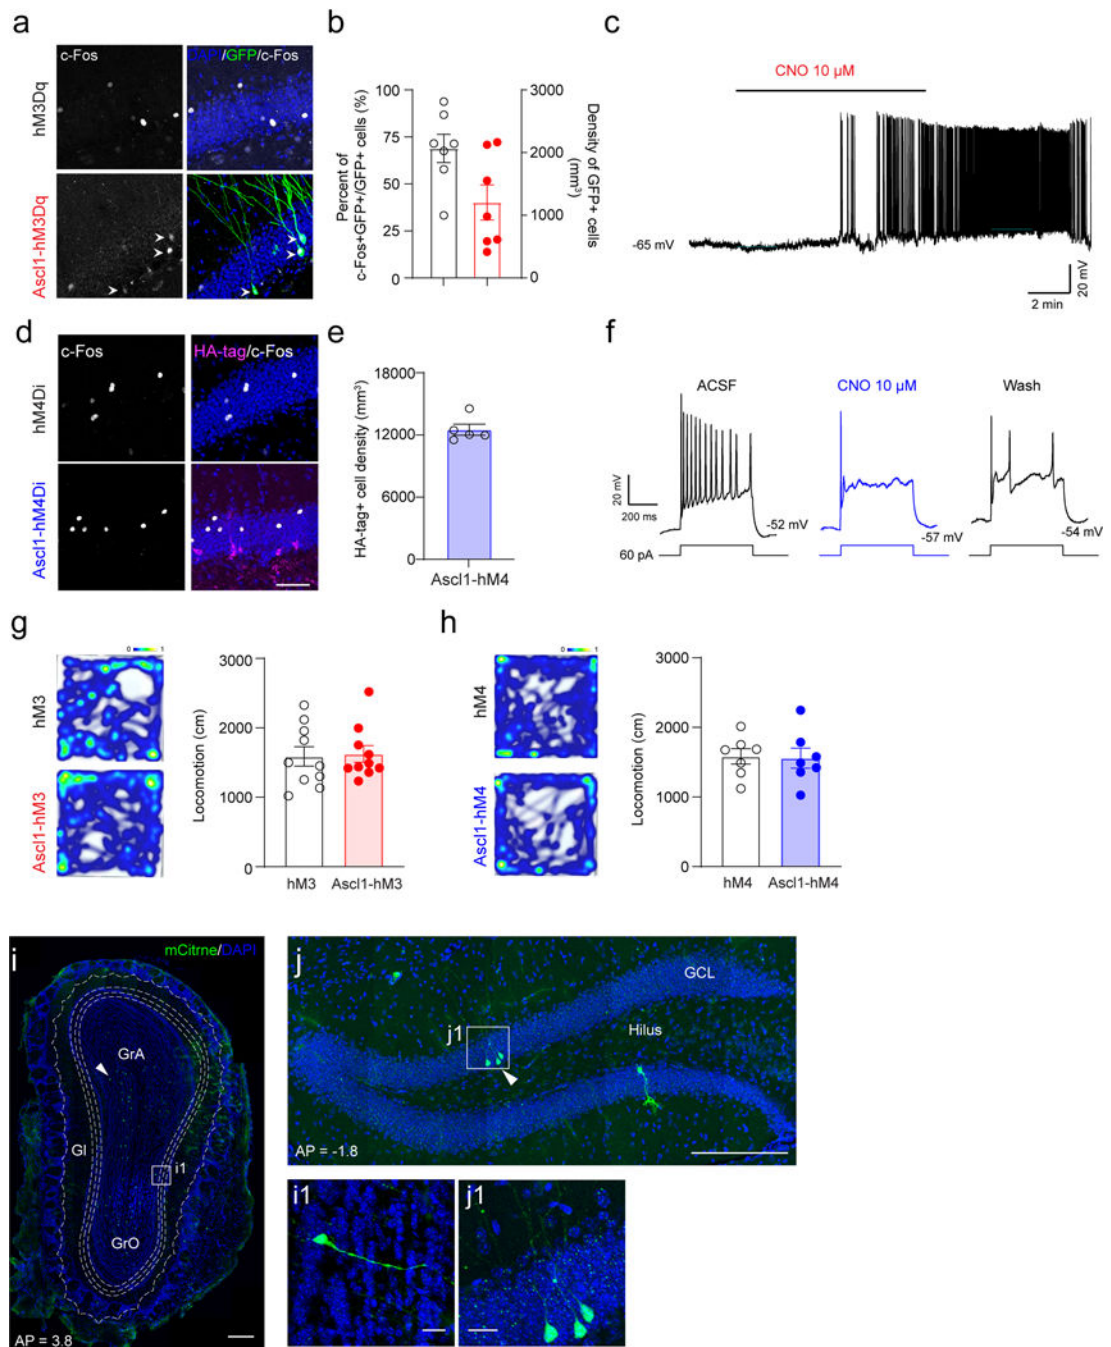 a
c-Fos
DAPI/GFP/c-Fos
hM3Dq
Ascl1-hM3Dq
b
Percent of
c-Fos+GFP+/GFP+ cells (%)
100
75
50
25
0
3000
2000
1000
0
Density of GFP+ cells
(mm³)
c
CNO 10 µM
-65 mV
20 mV
2 min
d
c-Fos
HA-tag/c-Fos
hM4Di
Ascl1-hM4Di
e
HA-tag+ cell density (mm³)
18000
12000
6000
0
Ascl1-hM4
f
ACSF
CNO 10 µM
Wash
20 mV
200 ms
-52 mV
-57 mV
-54 mV
60 pA
g
0 1
hM3
Ascl1-hM3
Locomotion (cm)
3000
2000
1000
0
hM3 Ascl1-hM3
h
0 1
hM4
Ascl1-hM4
Locomotion (cm)
3000
2000
1000
0
hM4 Ascl1-hM4
i
mCitrne/DAPI
GrA
Gl
i1
GrO
AP = 3.8
j
GCL
j1
Hilus
AP = -1.8
i1
j1